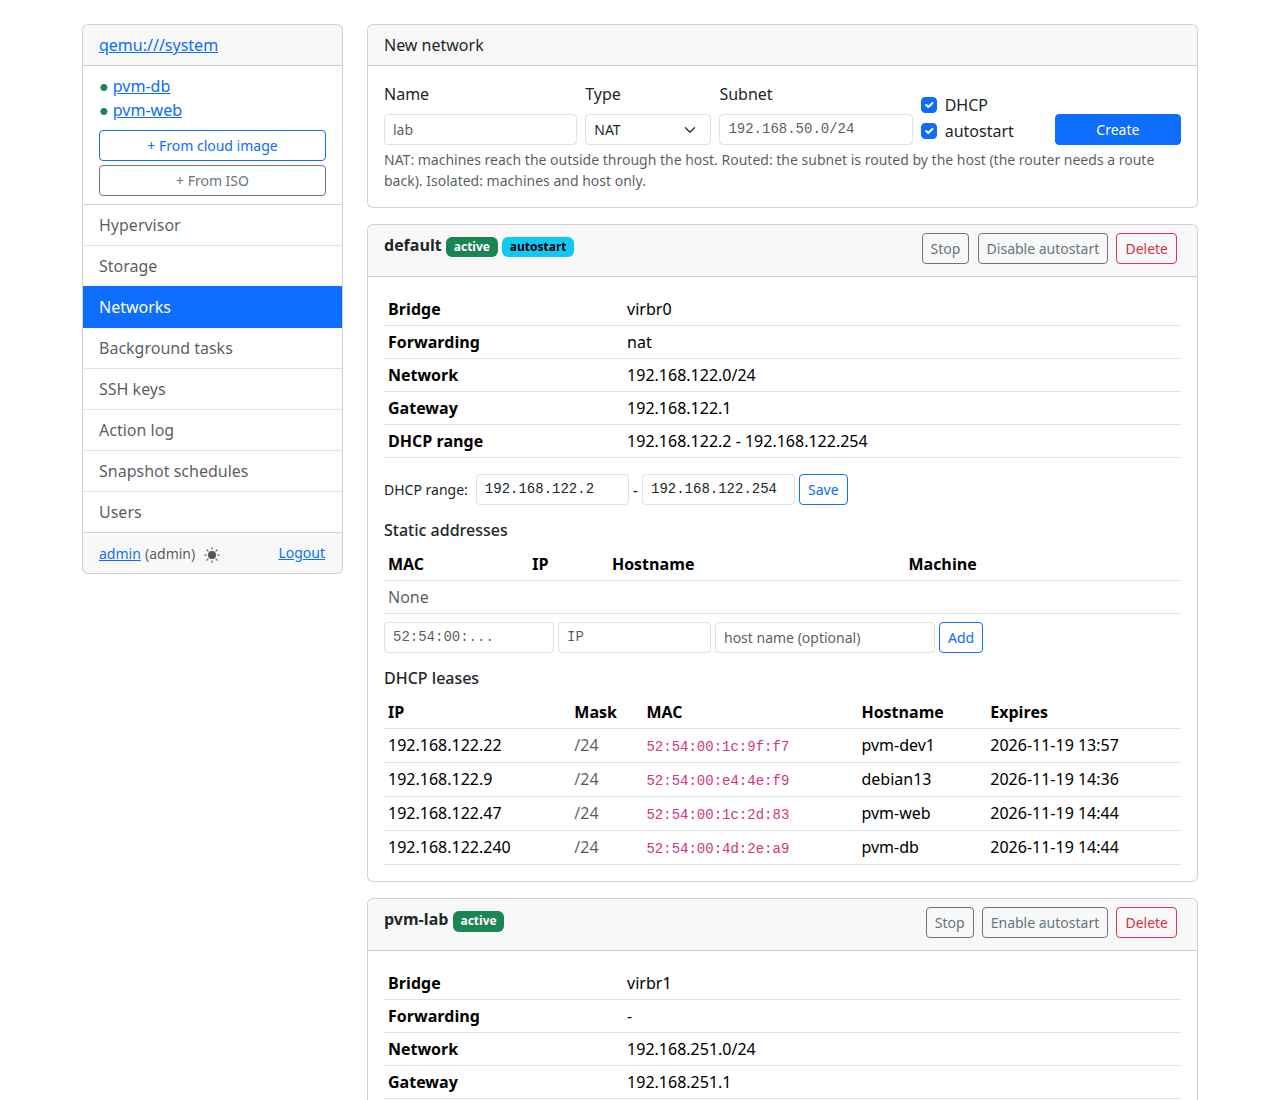 qemu:///system
pvm-db
pvm-web
+ From cloud image
+ From ISO
Hypervisor
Storage
Networks
Background tasks
SSH keys
Action log
Snapshot schedules
Users
admin (admin)
Logout
New network
Name Type Subnet
lab NAT 192.168.50.0/24
DHCP
autostart
Create
NAT: machines reach the outside through the host. Routed: the subnet is routed by the host (the router needs a route
back). Isolated: machines and host only.
default active autostart Stop Disable autostart Delete
Bridge virbr0
Forwarding nat
Network 192.168.122.0/24
Gateway 192.168.122.1
DHCP range 192.168.122.2 - 192.168.122.254
DHCP range: 192.168.122.2 - 192.168.122.254 Save
Static addresses
MAC IP Hostname Machine
None
52:54:00:... IP host name (optional) Add
DHCP leases
IP Mask MAC Hostname Expires
192.168.122.22 /24 52:54:00:1c:9f:f7 pvm-dev1 2026-11-19 13:57
192.168.122.9 /24 52:54:00:e4:4e:f9 debian13 2026-11-19 14:36
192.168.122.47 /24 52:54:00:1c:2d:83 pvm-web 2026-11-19 14:44
192.168.122.240 /24 52:54:00:4d:2e:a9 pvm-db 2026-11-19 14:44
pvm-lab active Stop Enable autostart Delete
Bridge virbr1
Forwarding -
Network 192.168.251.0/24
Gateway 192.168.251.1